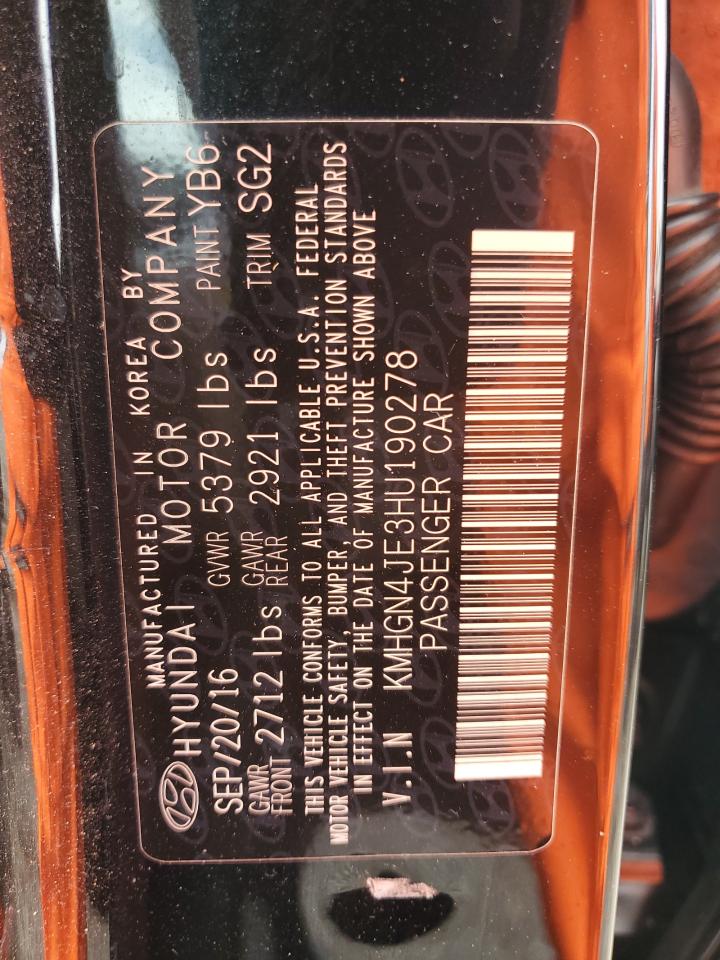 MANUFACTURED IN KOREA BY
HYUNDAI MOTOR COMPANY
SEP/20/16 GVWR 5379 lbs PAINT YB6
GAWR FRONT 2712 lbs GAWR REAR 2921 lbs TRIM SG2
THIS VEHICLE CONFORMS TO ALL APPLICABLE U.S.A. FEDERAL
MOTOR VEHICLE SAFETY, BUMPER, AND THEFT PREVENTION STANDARDS
IN EFFECT ON THE DATE OF MANUFACTURE SHOWN ABOVE
V.I.N KMHGN4JE3HU190278
PASSENGER CAR